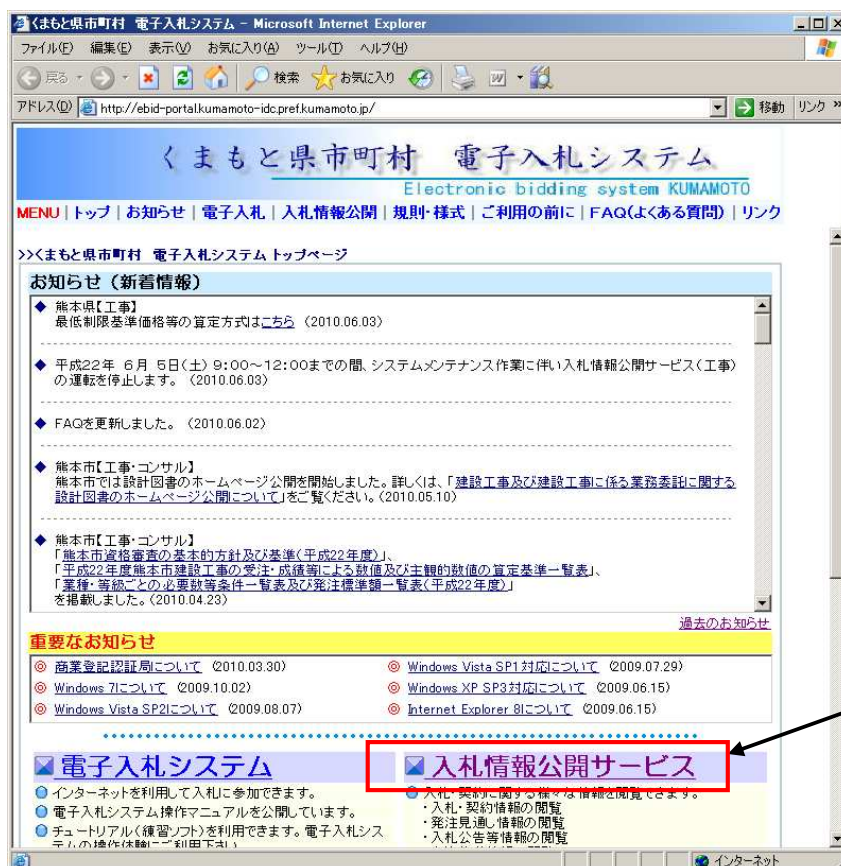 くまもと県市町村　電子入札システム - Microsoft Internet Explorer
ファイル(F)　編集(E)　表示(V)　お気に入り(A)　ツール(T)　ヘルプ(H)
戻る　検索　お気に入り
アドレス(D) http://ebid-portal.kumamoto-idc.pref.kumamoto.jp/ 移動 リンク »
くまもと県市町村　電子入札システム
Electronic bidding system KUMAMOTO
MENU | トップ | お知らせ | 電子入札 | 入札情報公開 | 規則・様式 | ご利用の前に | FAQ(よくある質問) | リンク
>>くまもと県市町村　電子入札システム トップページ
お知らせ（新着情報）
◆ 熊本県【工事】
最低制限基準価格等の算定方式はこちら （2010.06.03）
◆ 平成22年 6月 5日(土) 9:00～12:00までの間、システムメンテナンス作業に伴い入札情報公開サービス(工事)
の運転を停止します。 （2010.06.03）
◆ FAQを更新しました。 （2010.06.02）
◆ 熊本市【工事・コンサル】
熊本市では設計図書のホームページ公開を開始しました。詳しくは、「建設工事及び建設工事に係る業務委託に関する
設計図書のホームページ公開について」をご覧ください。（2010.05.10）
◆ 熊本市【工事・コンサル】
「熊本市資格審査の基本的方針及び基準(平成22年度)」、
「平成22年度熊本市建設工事の受注・成績等による数値及び主観的数値の算定基準一覧表」、
「業種・等級ごとの必要数等条件一覧表及び発注標準額一覧表(平成22年度)」
を掲載しました。（2010.04.23）
過去のお知らせ
重要なお知らせ
◎ 商業登記認証局について （2010.03.30）　◎ Windows Vista SP1対応について （2009.07.29）
◎ Windows 7について （2009.10.02）　◎ Windows XP SP3対応について （2009.06.15）
◎ Windows Vista SP2について （2009.08.07）　◎ Internet Explorer 8について （2009.06.15）
電子入札システム
インターネットを利用して入札に参加できます。
電子入札システム操作マニュアルを公開しています。
チュートリアル(練習ソフト)を利用できます。電子入札シス
テムの操作体験にご利用下さい
入札情報公開サービス
入札・契約に関する様々な情報を閲覧できます。
・入札・契約情報の閲覧
・発注見通し情報の閲覧
・入札公告等情報の閲覧
インターネット